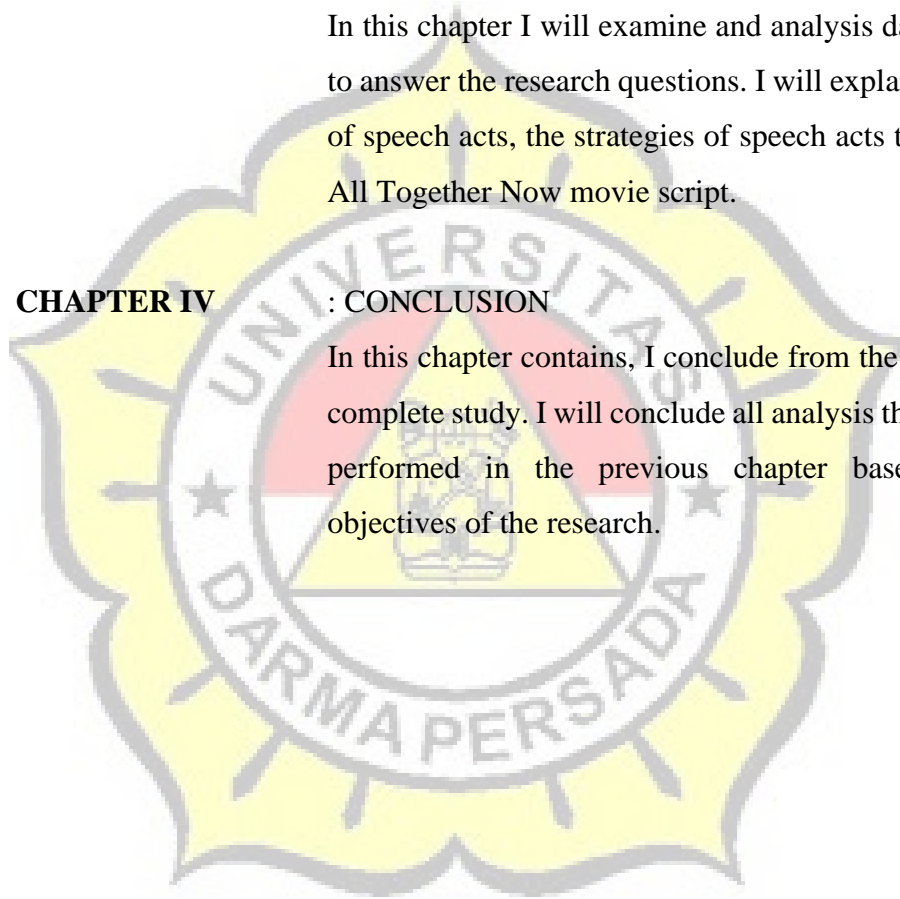 In this chapter I will examine and analysis da
to answer the research questions. I will expla
of speech acts, the strategies of speech acts t
All Together Now movie script.
CHAPTER IV : CONCLUSION
In this chapter contains, I conclude from the
complete study. I will conclude all analysis th
performed in the previous chapter base
objectives of the research.
UNIVERSITAS
DARMA PERSADA